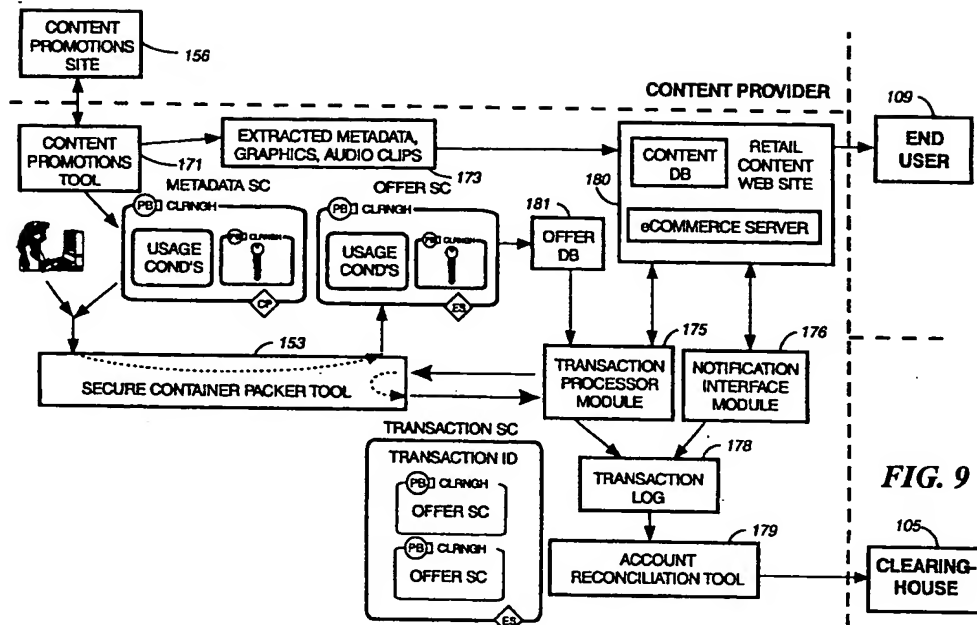 CONTENT
PROMOTIONS
SITE
156
CONTENT PROVIDER
109
END
USER
CONTENT
PROMOTIONS
TOOL
171
EXTRACTED METADATA,
GRAPHICS, AUDIO CLIPS
173
CONTENT
DB
RETAIL
CONTENT
WEB SITE
180
eCOMMERCE SERVER
METADATA SC
PB CLRNGH
USAGE
COND'S
PB CLRNGH
CP
OFFER SC
PB CLRNGH
USAGE
COND'S
PB CLRNGH
ES
181
OFFER
DB
153
SECURE CONTAINER PACKER TOOL
175
TRANSACTION
PROCESSOR
MODULE
176
NOTIFICATION
INTERFACE
MODULE
TRANSACTION SC
TRANSACTION ID
PB CLRNGH
OFFER SC
PB CLRNGH
OFFER SC
ES
178
TRANSACTION
LOG
179
ACCOUNT
RECONCILIATION TOOL
FIG. 9
105
CLEARING-
HOUSE